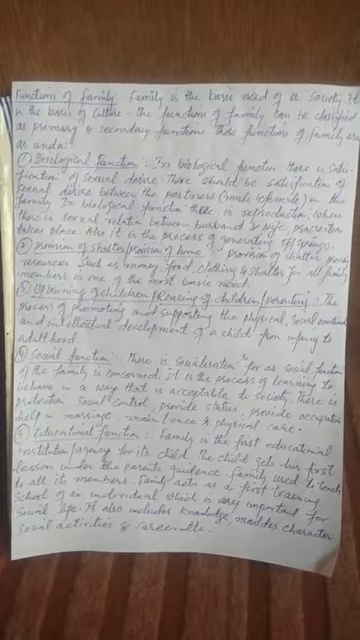 Functions of family:- Family is the basic need of a society. It
is the basis of culture. The functions of family can be classified
as primary & secondary functions. These functions of family are
as under
① Biological function:- In biological function there is satis-
fication of sexual desire. There should be satisfication of
sexual desire between the partners (male & female) in the
family. In biological function there is reproduction, when
there is sexual relation between husband & wife, procreation
takes place. Also it is the process of generating offsprings.
② provision of shelter/provision of home:- provision of shelter
resources such as money, food, clothing & shelter for all family
members is one of the most basic need.
③ upbrining of children/Rearing of children/parenting:- The
process of promoting and supporting the physical, social emotional
and intellectual development of a child from infancy to
adulthood.
④ Social function:- There is as for as social function
of the family is concerned. It is the process of learning to
behave in a way that is acceptable to society. There is
protection social control, provide status, provide occupation
help in marriage, maintenance & physical care.
⑤ Educational function:- Family is the first educational
institution/agency for its child. The child gets his first
lesson under the parents guidence. family used to teach
to all its members. Family acts as a first training
School of an individual which is very important for
social life. It also includes knowledge, mouldes character
social activities &